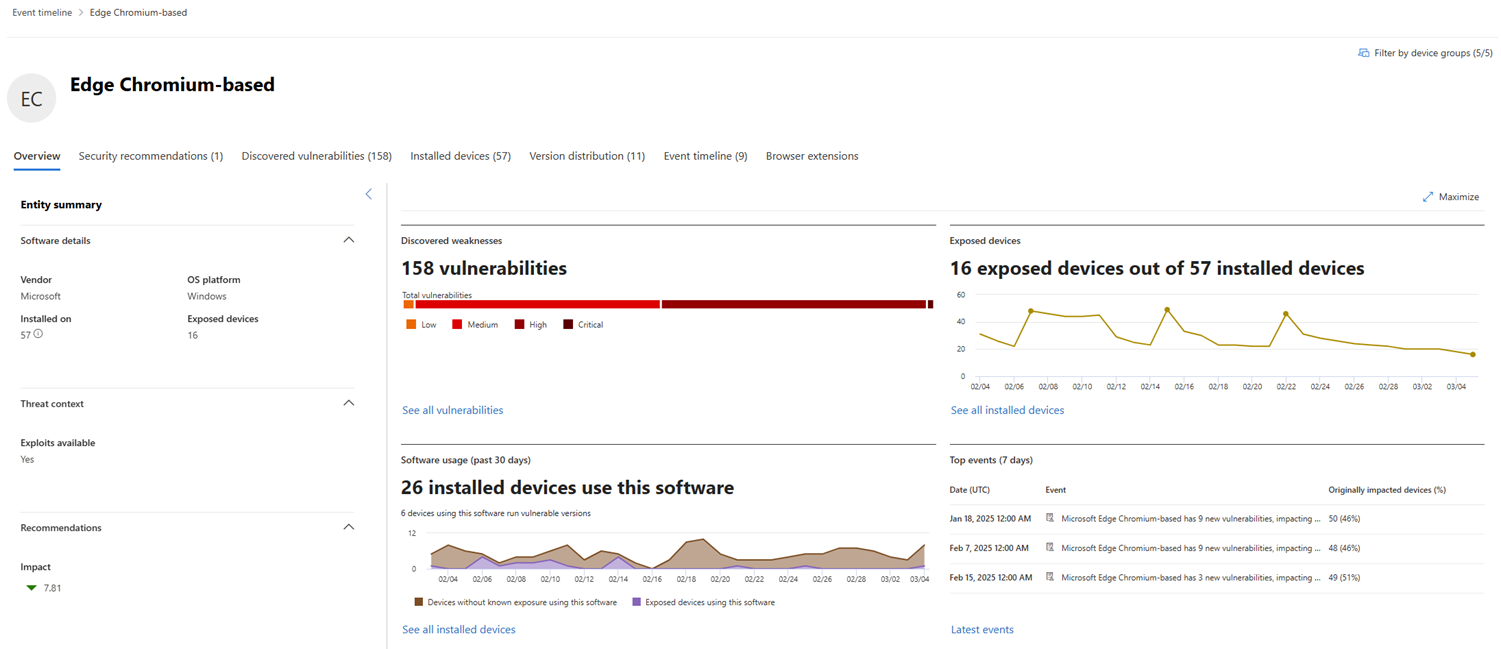 Event timeline > Edge Chromium-based
Filter by device groups (5/5)
EC
Edge Chromium-based
Overview Security recommendations (1) Discovered vulnerabilities (158) Installed devices (57) Version distribution (11) Event timeline (9) Browser extensions
Maximize
Entity summary
Software details
Vendor OS platform
Microsoft Windows
Installed on Exposed devices
57 16
Threat context
Exploits available
Yes
Recommendations
Impact
7.81
Discovered weaknesses
158 vulnerabilities
Total vulnerabilities
Low Medium High Critical
See all vulnerabilities
Exposed devices
16 exposed devices out of 57 installed devices
60
40
20
0
02/04 02/06 02/08 02/10 02/12 02/14 02/16 02/18 02/20 02/22 02/24 02/26 02/28 03/02 03/04
See all installed devices
Software usage (past 30 days)
26 installed devices use this software
6 devices using this software run vulnerable versions
12
0
02/04 02/06 02/08 02/10 02/12 02/14 02/16 02/18 02/20 02/22 02/24 02/26 02/28 03/02 03/04
Devices without known exposure using this software Exposed devices using this software
See all installed devices
Top events (7 days)
Date (UTC) Event Originally impacted devices (%)
Jan 18, 2025 12:00 AM Microsoft Edge Chromium-based has 9 new vulnerabilities, impacting ... 50 (46%)
Feb 7, 2025 12:00 AM Microsoft Edge Chromium-based has 9 new vulnerabilities, impacting ... 48 (46%)
Feb 15, 2025 12:00 AM Microsoft Edge Chromium-based has 3 new vulnerabilities, impacting ... 49 (51%)
Latest events